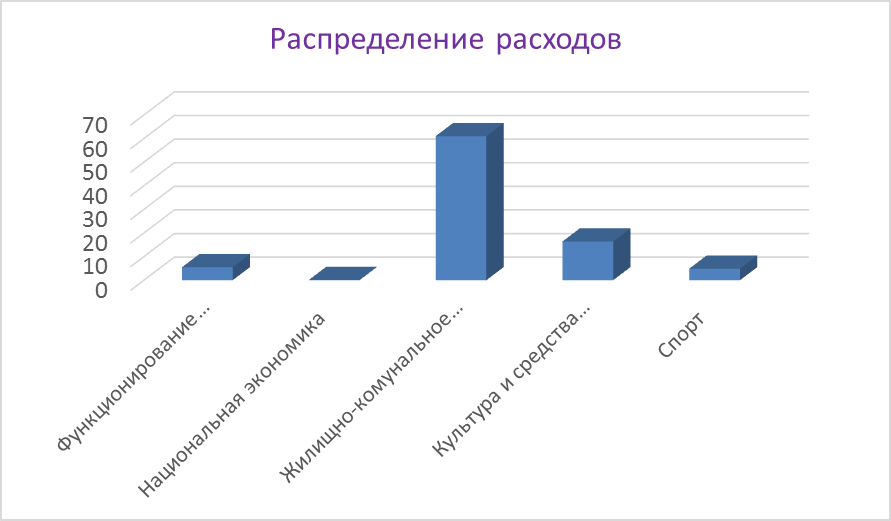 Распределение расходов
70
60
50
40
30
20
10
0
Функционирование...
Национальная экономика
Жилищно-комунальное...
Культура и средства...
Спорт